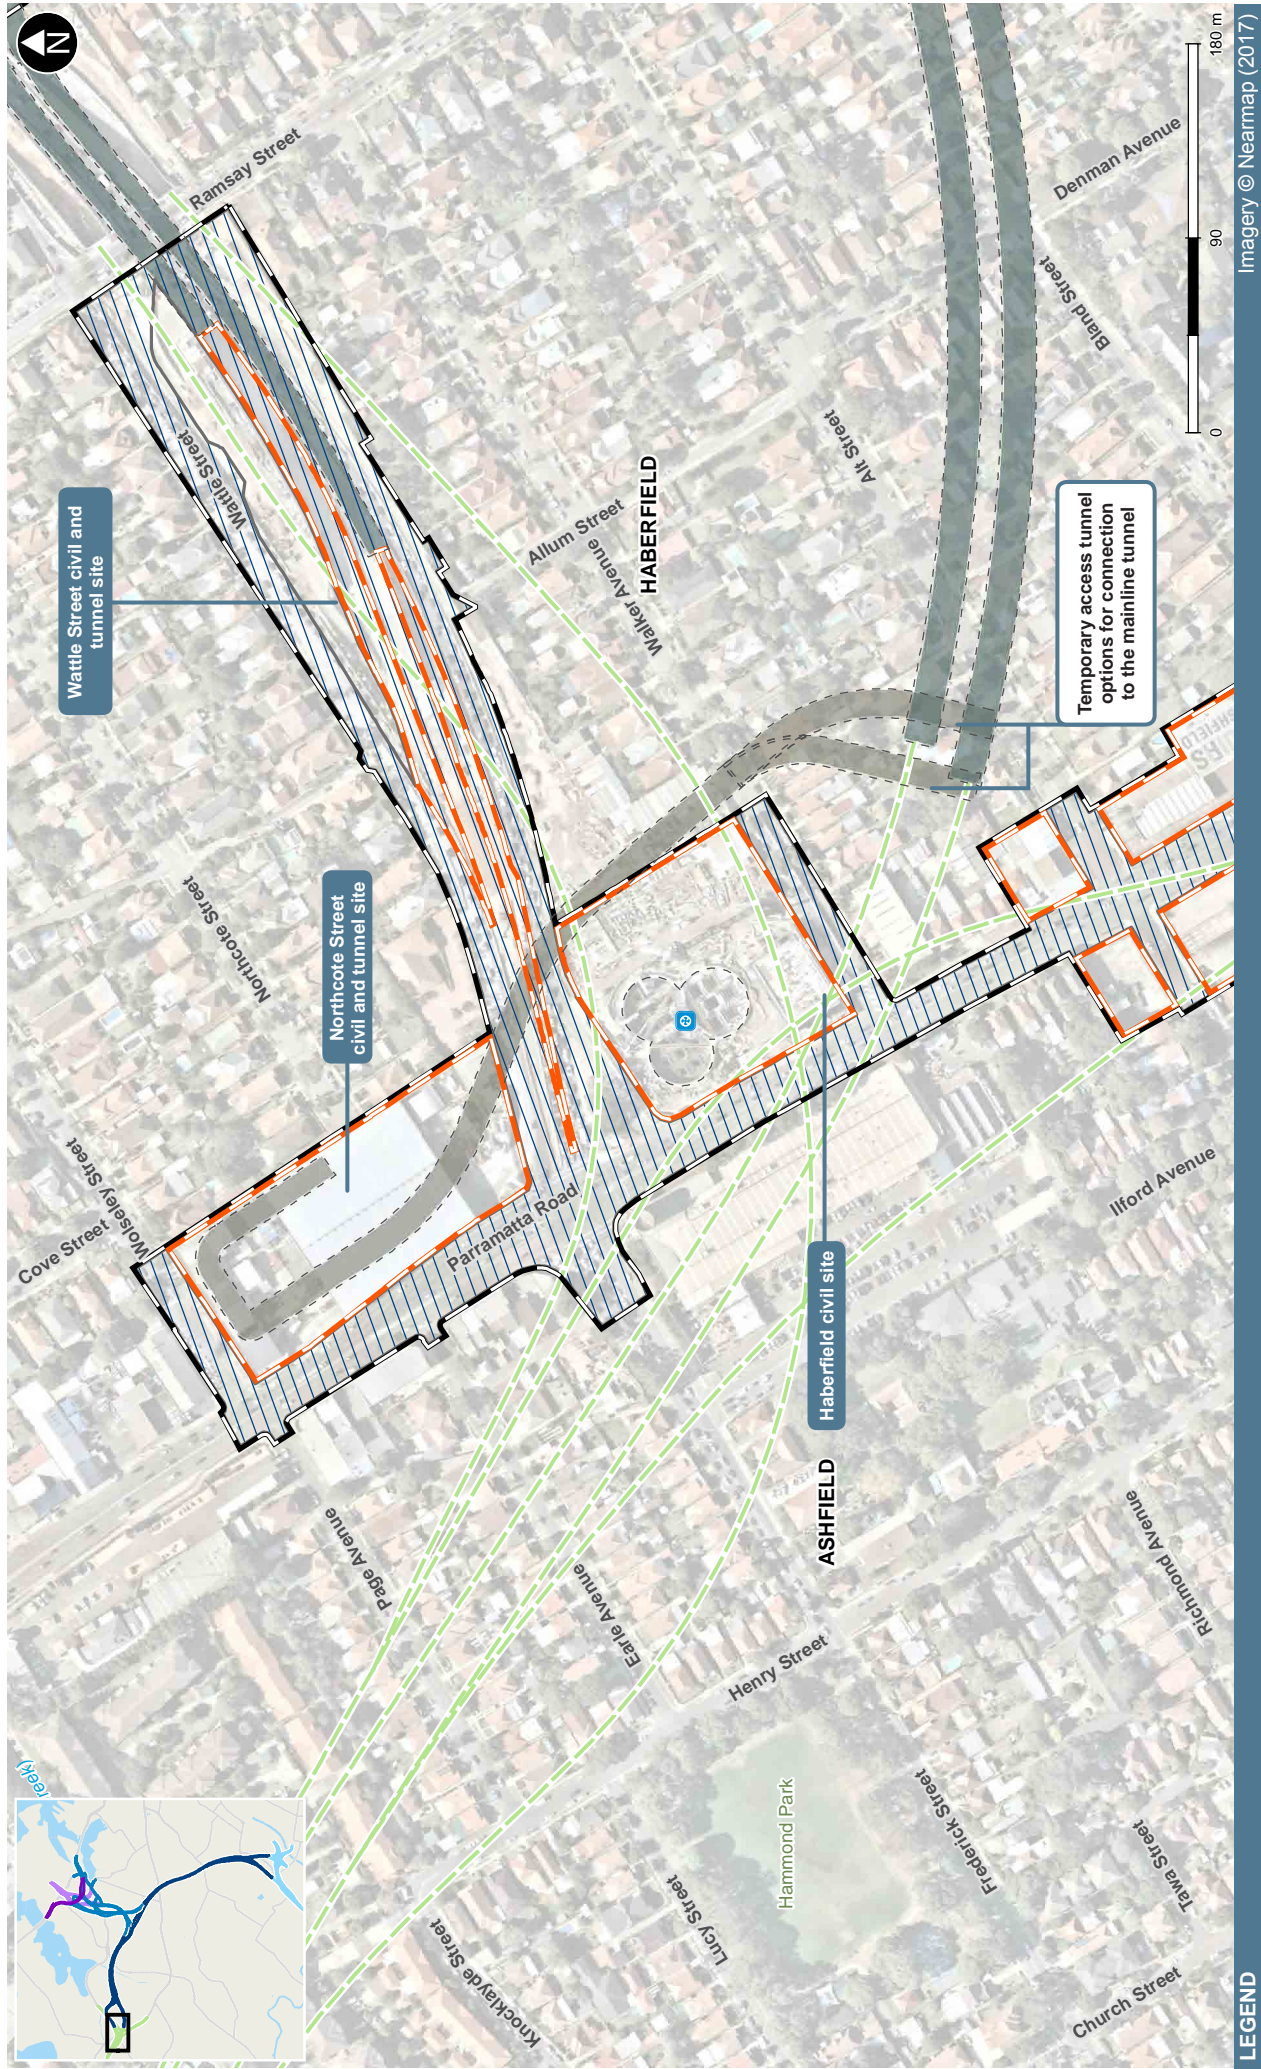 N
reek)
Cove Street
Wolseley Street
Northcote Street
Wattle Street
Ramsay Street
Wattle Street civil and
tunnel site
Northcote Street
civil and tunnel site
Parramatta Road
Page Avenue
Earle Avenue
Allum Street
Walker Avenue
HABERFIELD
Alt Street
Bland Street
Denman Avenue
Temporary access tunnel
options for connection
to the mainline tunnel
Haberfield civil site
ASHFIELD
Ilford Avenue
Richmond Avenue
Henry Street
Hammond Park
Frederick Street
Lucy Street
Knocklayde Street
Tawa Street
Church Street
0
90
180 m
LEGEND
Imagery © Nearmap (2017)